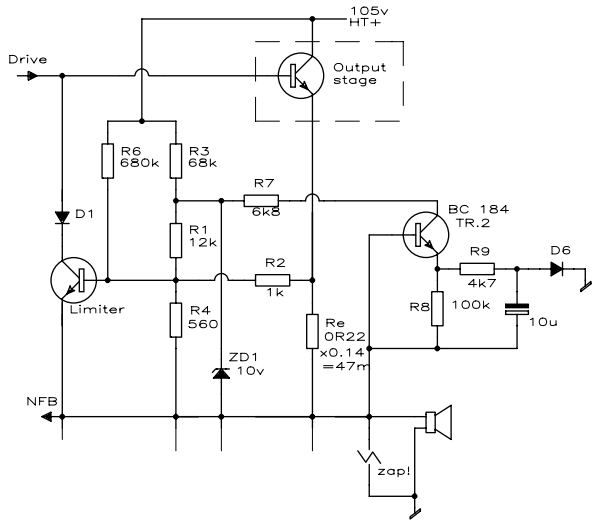 105v
HT+
Drive
Output
stage
R6
680k
R3
68k
R7
6k8
BC 184
TR.2
D1
R1
12k
R2
1k
R9
4k7
D6
Limiter
R4
560
Re
0R22
x0.14
=47m
R8
100k
10u
ZD1
10v
NFB
zap!